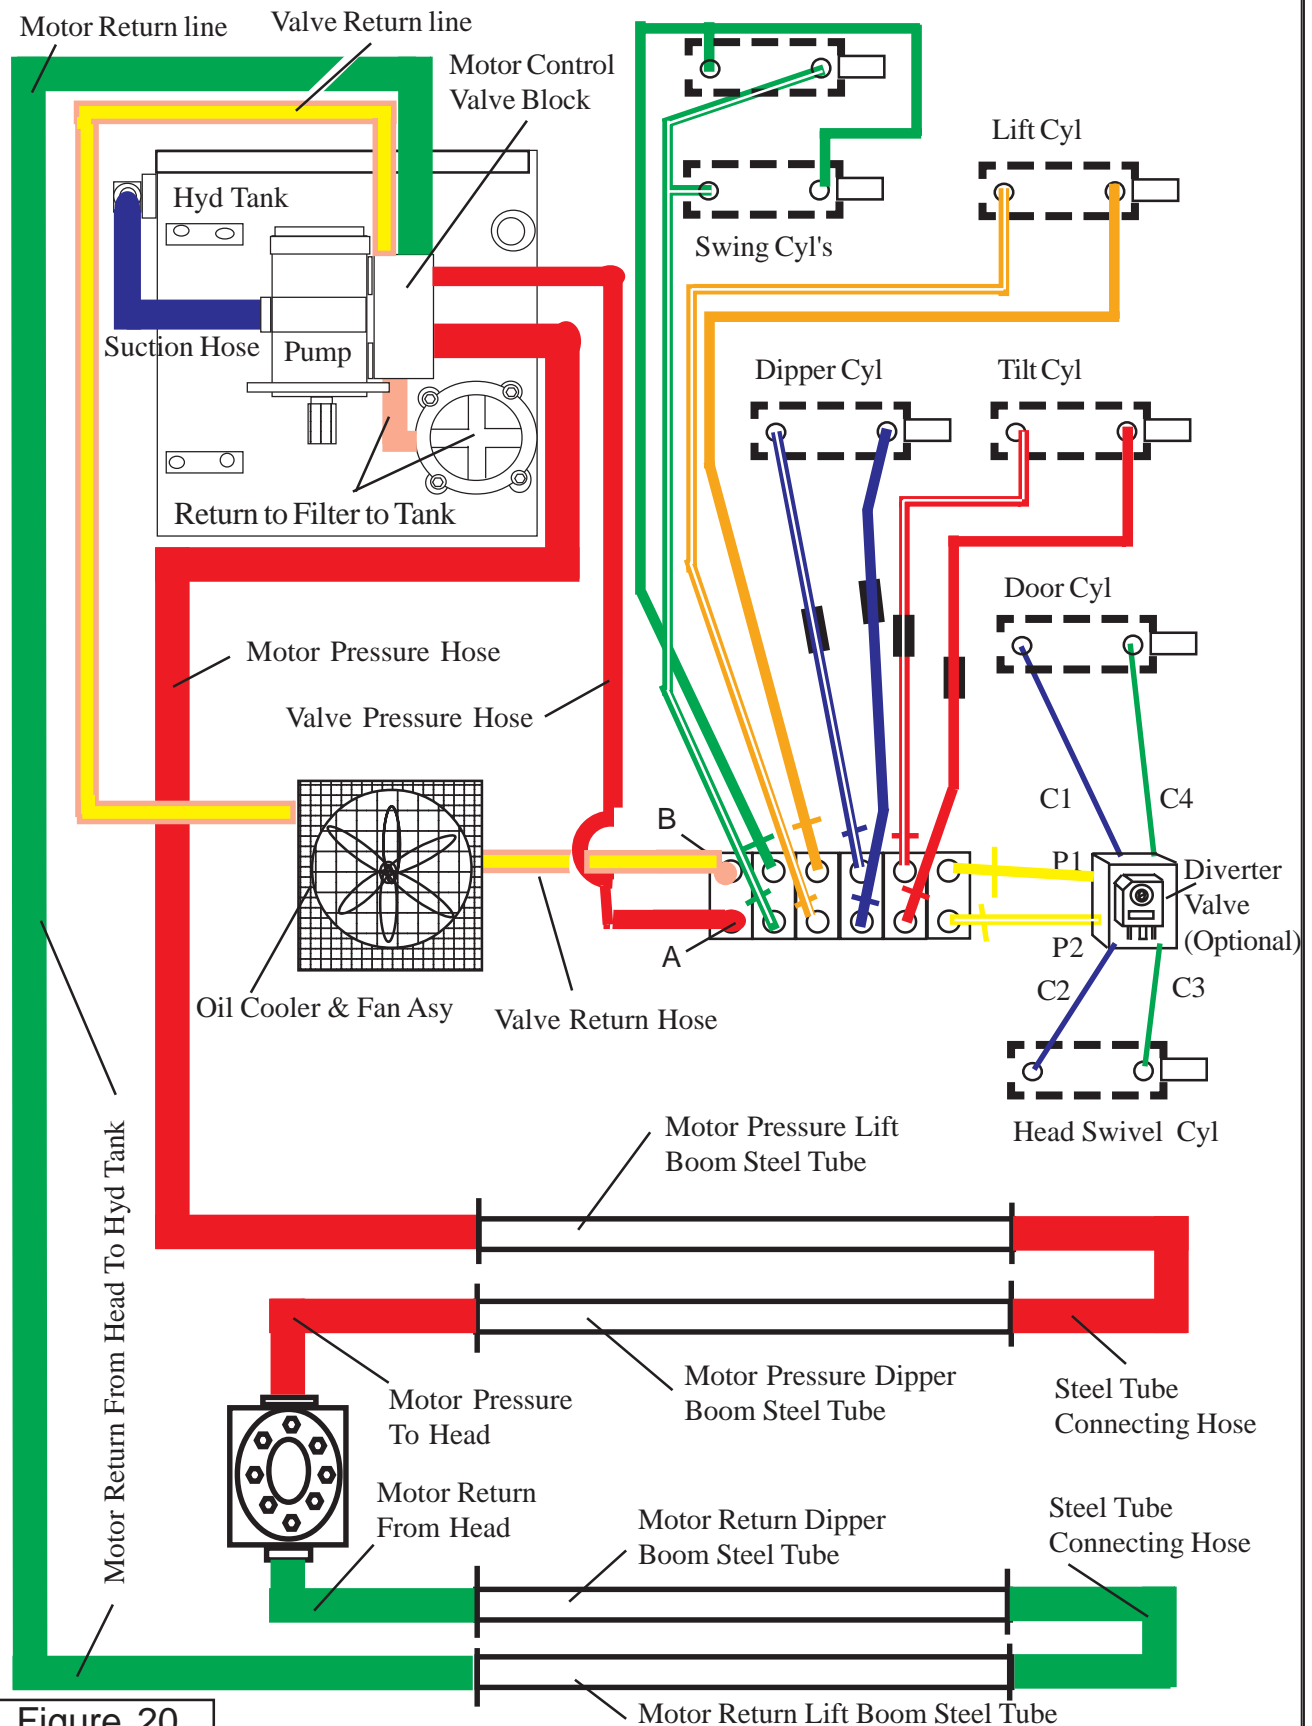 Motor Return line
Valve Return line
Motor Control
Valve Block
Lift Cyl
Hyd Tank
Swing Cyl's
Suction Hose
Pump
Dipper Cyl
Tilt Cyl
Return to Filter to Tank
Door Cyl
Motor Pressure Hose
Valve Pressure Hose
C1
C4
B
P1
Diverter
Valve
(Optional)
A
P2
C2
C3
Oil Cooler & Fan Asy
Valve Return Hose
Head Swivel Cyl
Motor Pressure Lift
Boom Steel Tube
Motor Return From Head To Hyd Tank
Motor Pressure Dipper
Boom Steel Tube
Steel Tube
Connecting Hose
Motor Pressure
To Head
Motor Return
From Head
Motor Return Dipper
Boom Steel Tube
Steel Tube
Connecting Hose
Motor Return Lift Boom Steel Tube
Figure 20